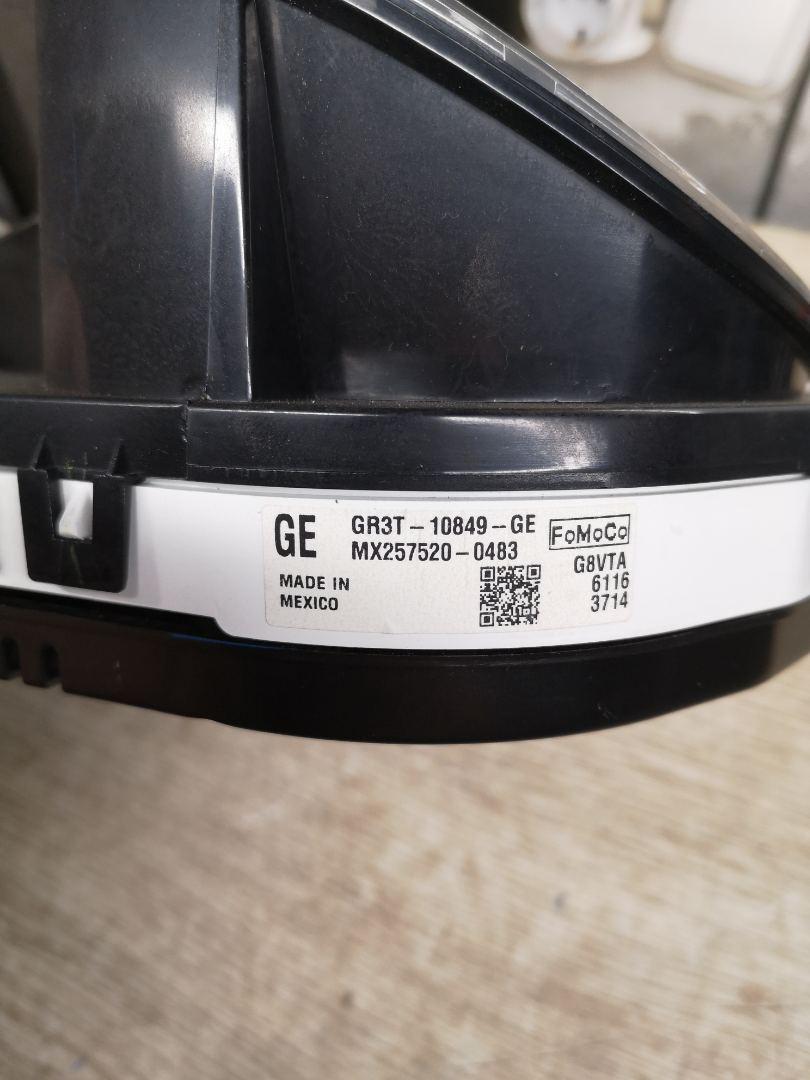 GE
GR3T-10849-GE
MX257520-0483
FoMoCo
G8VTA
6116
3714
MADE IN
MEXICO